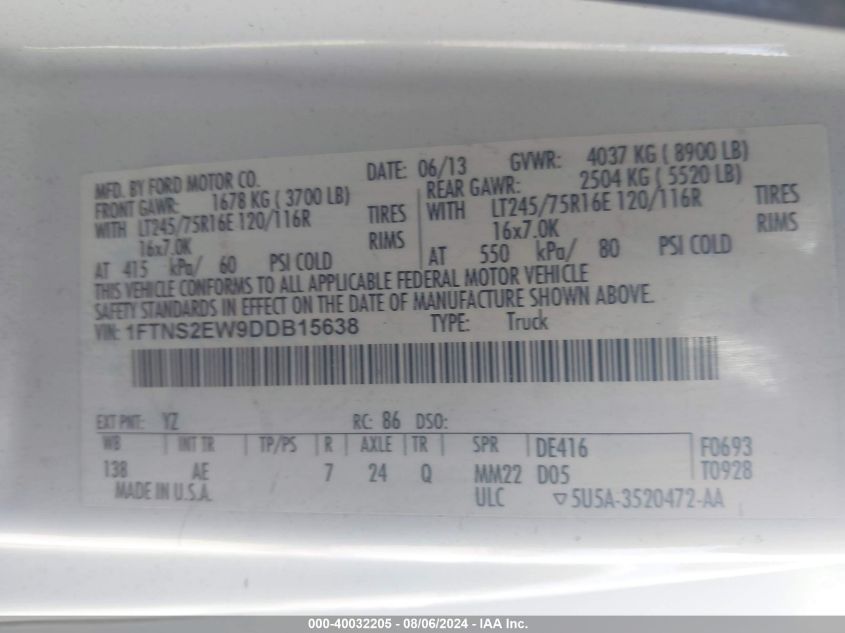 MFD. BY FORD MOTOR CO. DATE: 06/13 GVWR: 4037 KG ( 8900 LB)
FRONT GAWR: 1678 KG ( 3700 LB) REAR GAWR: 2504 KG ( 5520 LB)
WITH LT245/75R16E 120/116R TIRES WITH LT245/75R16E 120/116R TIRES
16x7.0K RIMS 16x7.0K RIMS
AT 415 kPa/ 60 PSI COLD AT 550 kPa/ 80 PSI COLD
THIS VEHICLE CONFORMS TO ALL APPLICABLE FEDERAL MOTOR VEHICLE
SAFETY STANDARDS IN EFFECT ON THE DATE OF MANUFACTURE SHOWN ABOVE.
VIN: 1FTNS2EW9DDB15638 TYPE: Truck
EXT PNT: YZ RC: 86 DSO:
WB INT TR TP/PS R AXLE TR SPR DE416 F0693
138 AE 7 24 Q MM22 D05 T0928
MADE IN U.S.A. ULC ▽5U5A-3520472-AA
000-40032205 - 08/06/2024 - IAA Inc.